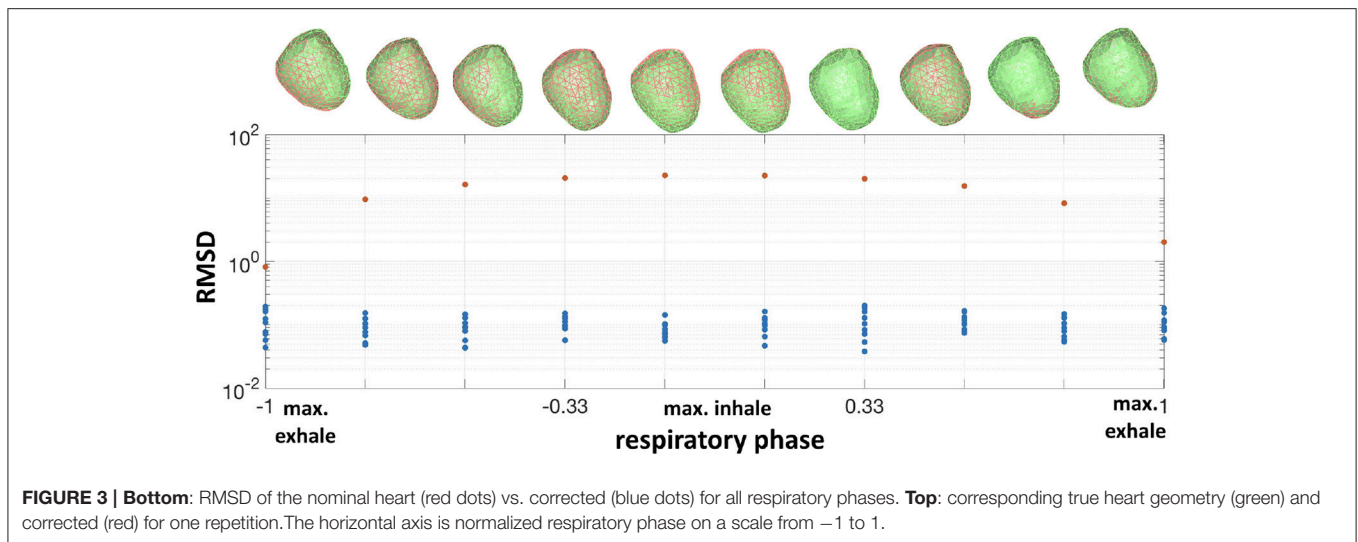 10²
10⁰
10⁻²
RMSD
-1 -0.33 0.33 1
max. exhale
max. inhale
max. exhale
respiratory phase
FIGURE 3 | Bottom: RMSD of the nominal heart (red dots) vs. corrected (blue dots) for all respiratory phases. Top: corresponding true heart geometry (green) and
corrected (red) for one repetition.The horizontal axis is normalized respiratory phase on a scale from −1 to 1.